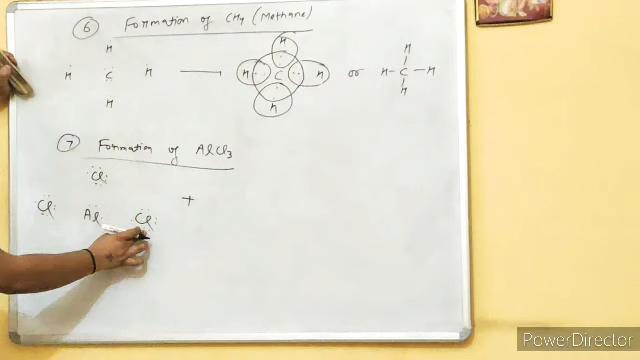 6 Formation of CH4 (Methane)
H
H C H
H
H
H C H
H
or
H
H - C - H
H
7 Formation of AlCl3
Cl
Cl Al Cl
+
PowerDirector